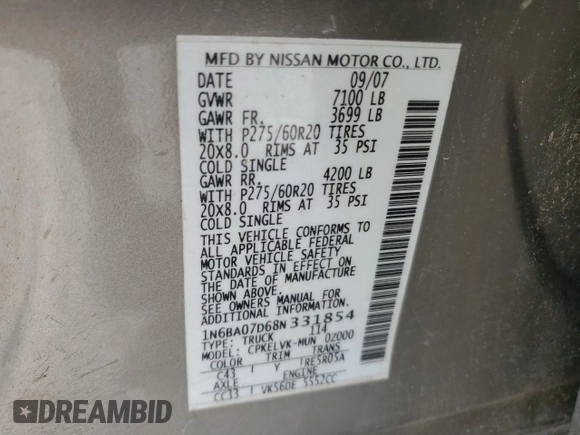 MFD BY NISSAN MOTOR CO., LTD.
DATE 09/07
GVWR 7100 LB
GAWR FR. 3699 LB
WITH P275/60R20 TIRES
20X8.0 RIMS AT 35 PSI
COLD SINGLE
GAWR RR. 4200 LB
WITH P275/60R20 TIRES
20X8.0 RIMS AT 35 PSI
COLD SINGLE
THIS VEHICLE CONFORMS TO
ALL APPLICABLE FEDERAL
MOTOR VEHICLE SAFETY
STANDARDS IN EFFECT ON
THE DATE OF MANUFACTURE
SHOWN ABOVE.
SEE OWNERS MANUAL FOR
ADDITIONAL INFORMATION.
1N6BA07D68N331854
TYPE: TRUCK 114
MODEL: CPKELVK-MUN 02000
COLOR TRIM TRANS
C43 Y RE5R05A
AXLE ENGINE
CC33 VK56DE 5552CC
DREAMBID